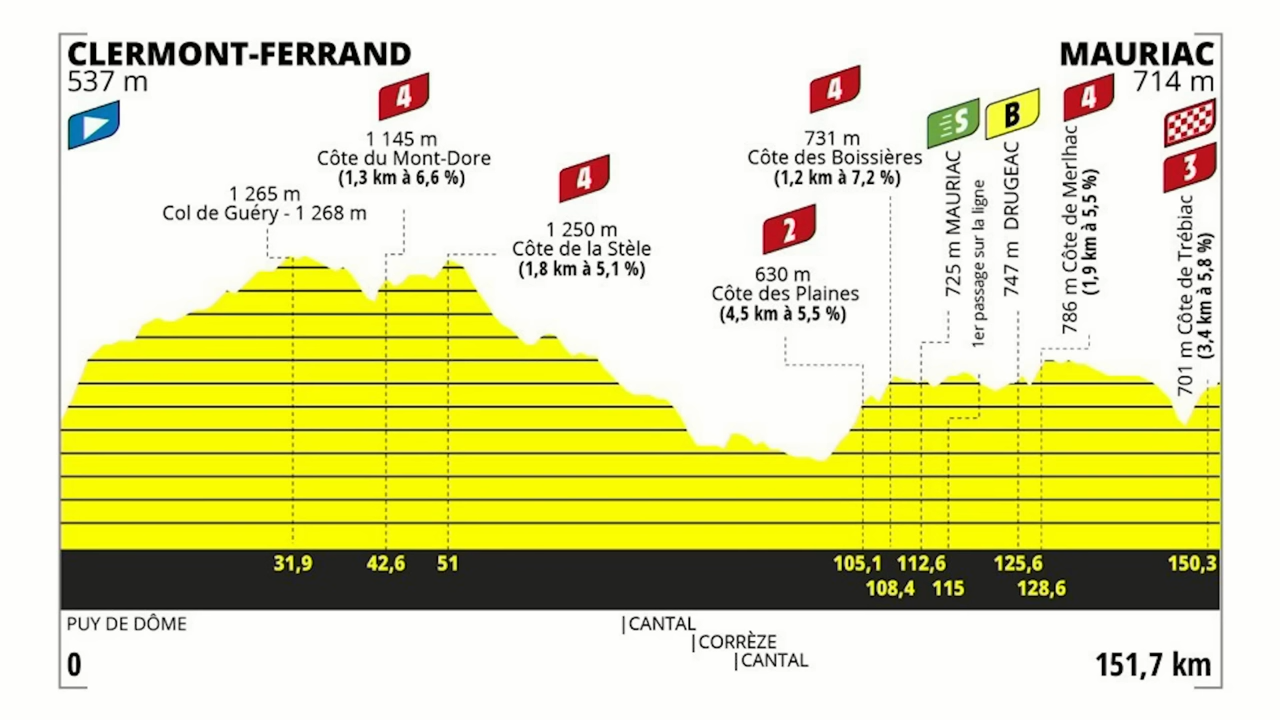 CLERMONT-FERRAND
537 m
MAURIAC
714 m
4
1 145 m
Côte du Mont-Dore
(1,3 km à 6,6 %)
1 265 m
Col de Guéry - 1 268 m
4
1 250 m
Côte de la Stèle
(1,8 km à 5,1 %)
4
731 m
Côte des Boissières
(1,2 km à 7,2 %)
2
630 m
Côte des Plaines
(4,5 km à 5,5 %)
S
725 m MAURIAC
1er passage sur la ligne
B
747 m DRUGEAC
4
786 m Côte de Merlhac
(1,9 km à 5,5 %)
3
701 m Côte de Trébiac
(3,4 km à 5,8 %)
31,9
42,6
51
105,1
108,4
112,6
115
125,6
128,6
150,3
PUY DE DÔME
|CANTAL
|CORRÈZE
|CANTAL
0
151,7 km